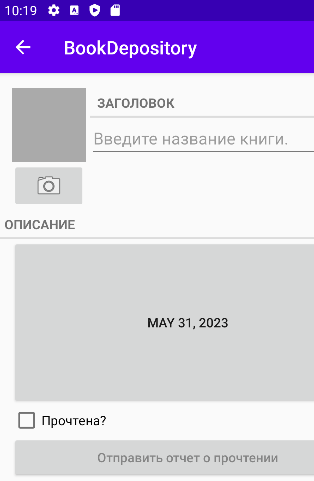 10:19
BookDepository
ЗАГОЛОВОК
Введите название книги.
ОПИСАНИЕ
MAY 31, 2023
Прочтена?
Отправить отчет о прочтении